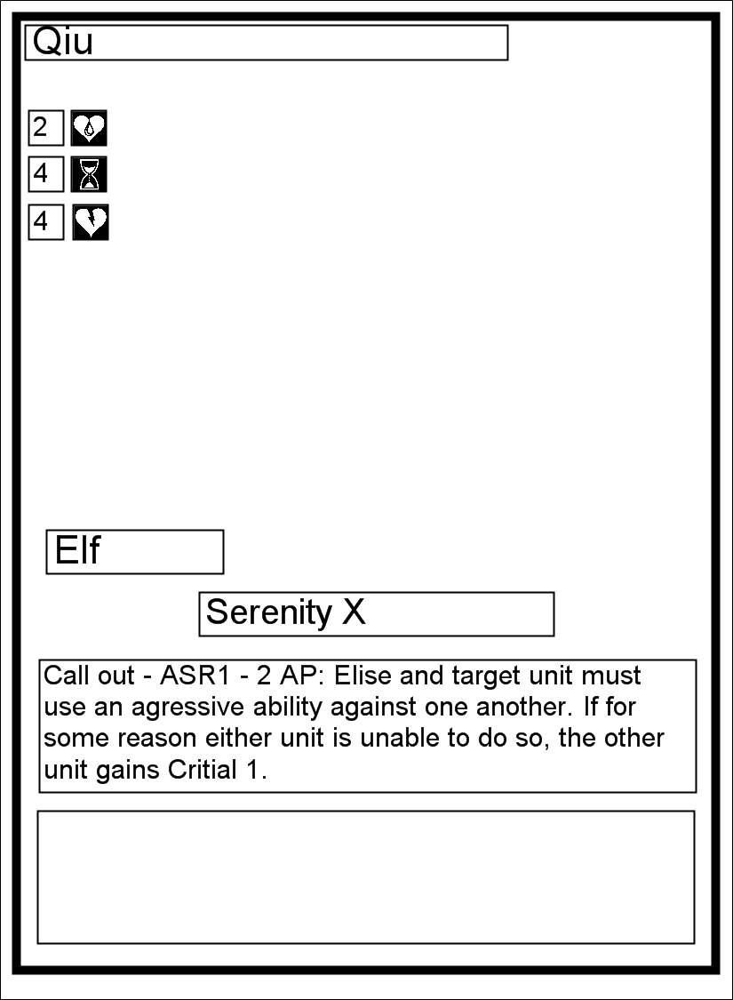 Qiu
2
4
4
Elf
Serenity X
Call out - ASR1 - 2 AP: Elise and target unit must
use an agressive ability against one another. If for
some reason either unit is unable to do so, the other
unit gains Critial 1.